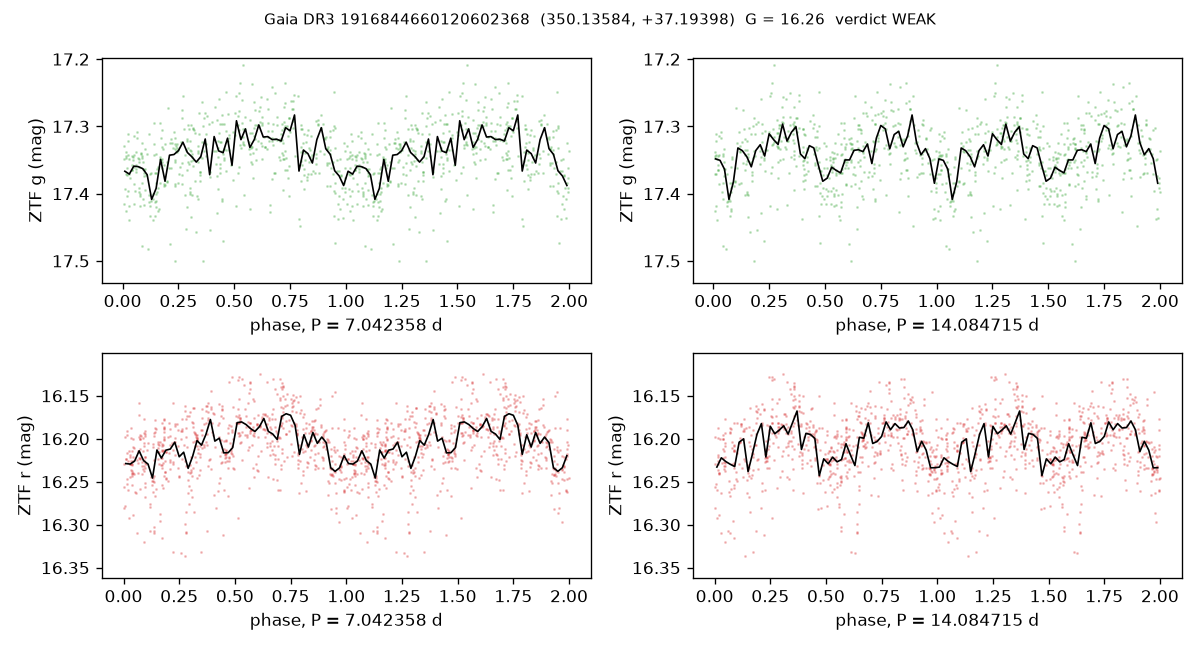 Gaia DR3 1916844660120602368  (350.13584, +37.19398)  G = 16.26  verdict WEAK
17.2
17.3
17.4
17.5
ZTF g (mag)
0.00 0.25 0.50 0.75 1.00 1.25 1.50 1.75 2.00
phase, P = 7.042358 d
17.2
17.3
17.4
17.5
ZTF g (mag)
0.00 0.25 0.50 0.75 1.00 1.25 1.50 1.75 2.00
phase, P = 14.084715 d
16.15
16.20
16.25
16.30
16.35
ZTF r (mag)
0.00 0.25 0.50 0.75 1.00 1.25 1.50 1.75 2.00
phase, P = 7.042358 d
16.15
16.20
16.25
16.30
16.35
ZTF r (mag)
0.00 0.25 0.50 0.75 1.00 1.25 1.50 1.75 2.00
phase, P = 14.084715 d